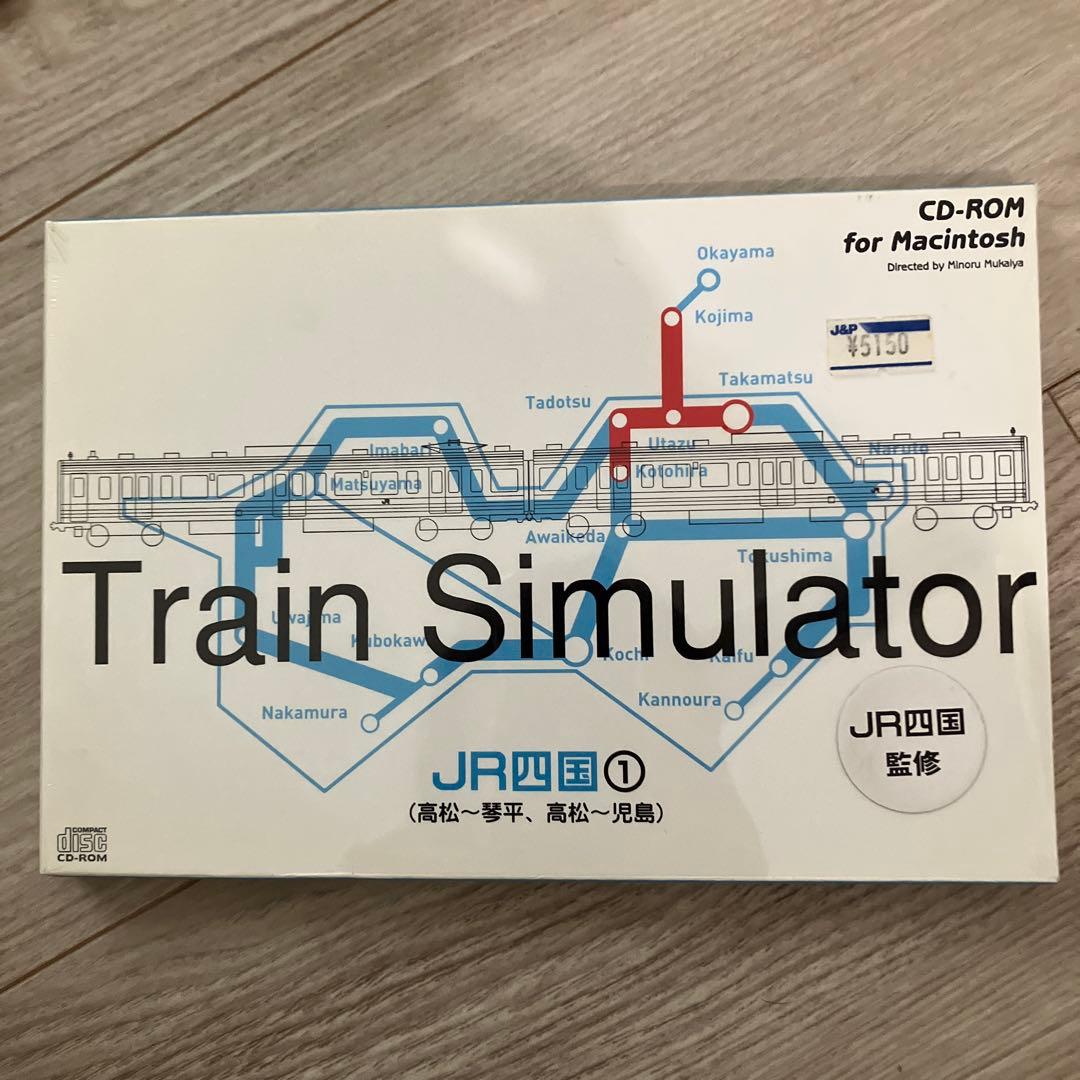 CD-ROM
for Macintosh
Directed by Minoru Mukaiya
Okayama
Kojima
J&P
¥5150
Takamatsu
Tadotsu
Utazu
Imabari
Naruto
Kotohira
Matsuyama
JR
Awaikeda
Tokushima
Train Simulator
Uwajima
Kubokawa
Kochi
Kaifu
Kannoura
Nakamura
JR四国
監修
JR四国①
(高松～琴平、高松～児島)
COMPACT
disc
CD-ROM